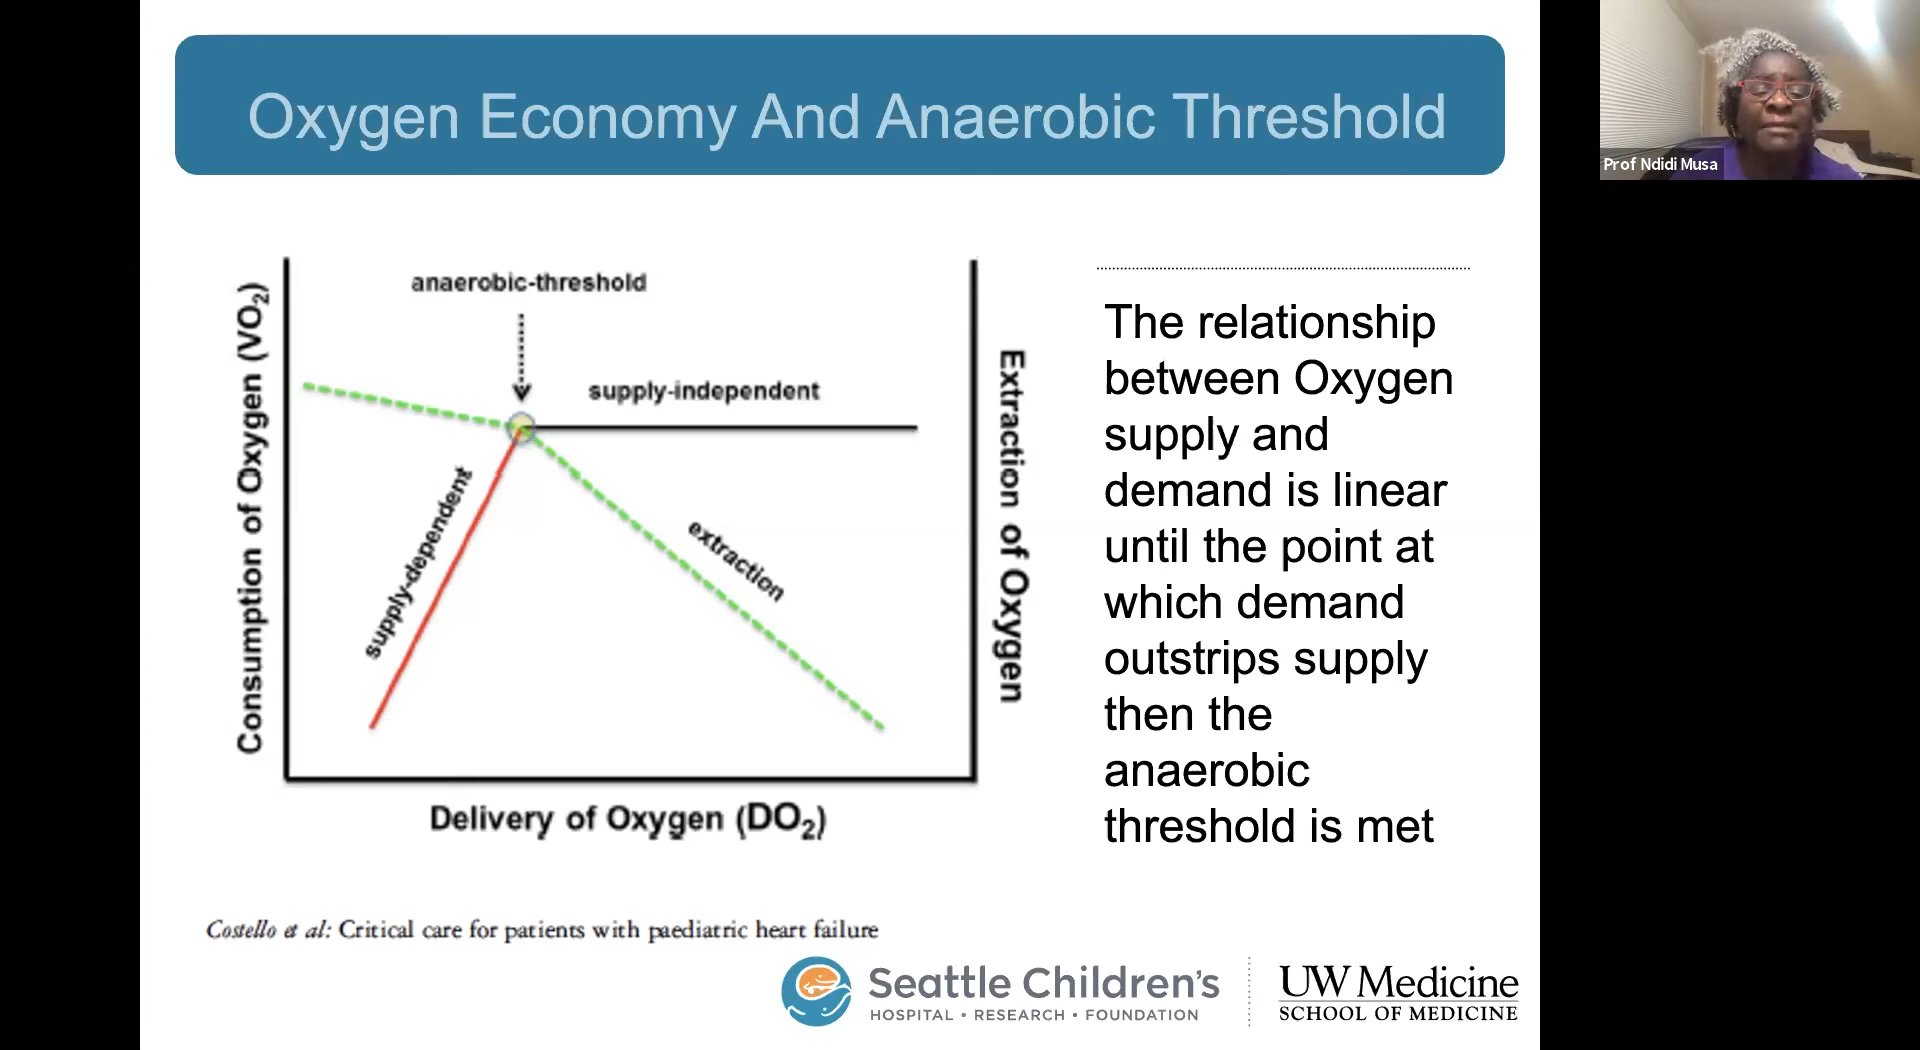 Oxygen Economy And Anaerobic Threshold
Prof Ndidi Musa
anaerobic-threshold
supply-independent
supply-dependent
extraction
Consumption of Oxygen (VO₂)
Extraction of Oxygen
Delivery of Oxygen (DO₂)
The relationship
between Oxygen
supply and
demand is linear
until the point at
which demand
outstrips supply
then the
anaerobic
threshold is met
Costello et al: Critical care for patients with paediatric heart failure
Seattle Children's
HOSPITAL • RESEARCH • FOUNDATION
UW Medicine
SCHOOL OF MEDICINE